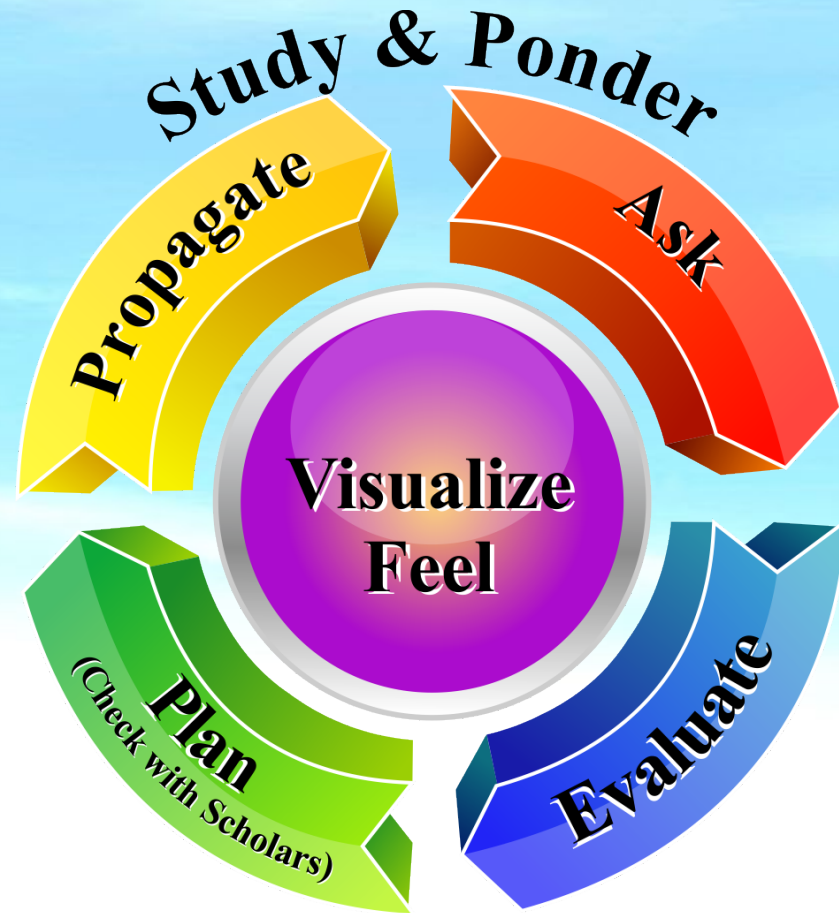 Study & Ponder
Propagate
Ask
Visualize
Feel
Plan
(Check with Scholars)
Evaluate